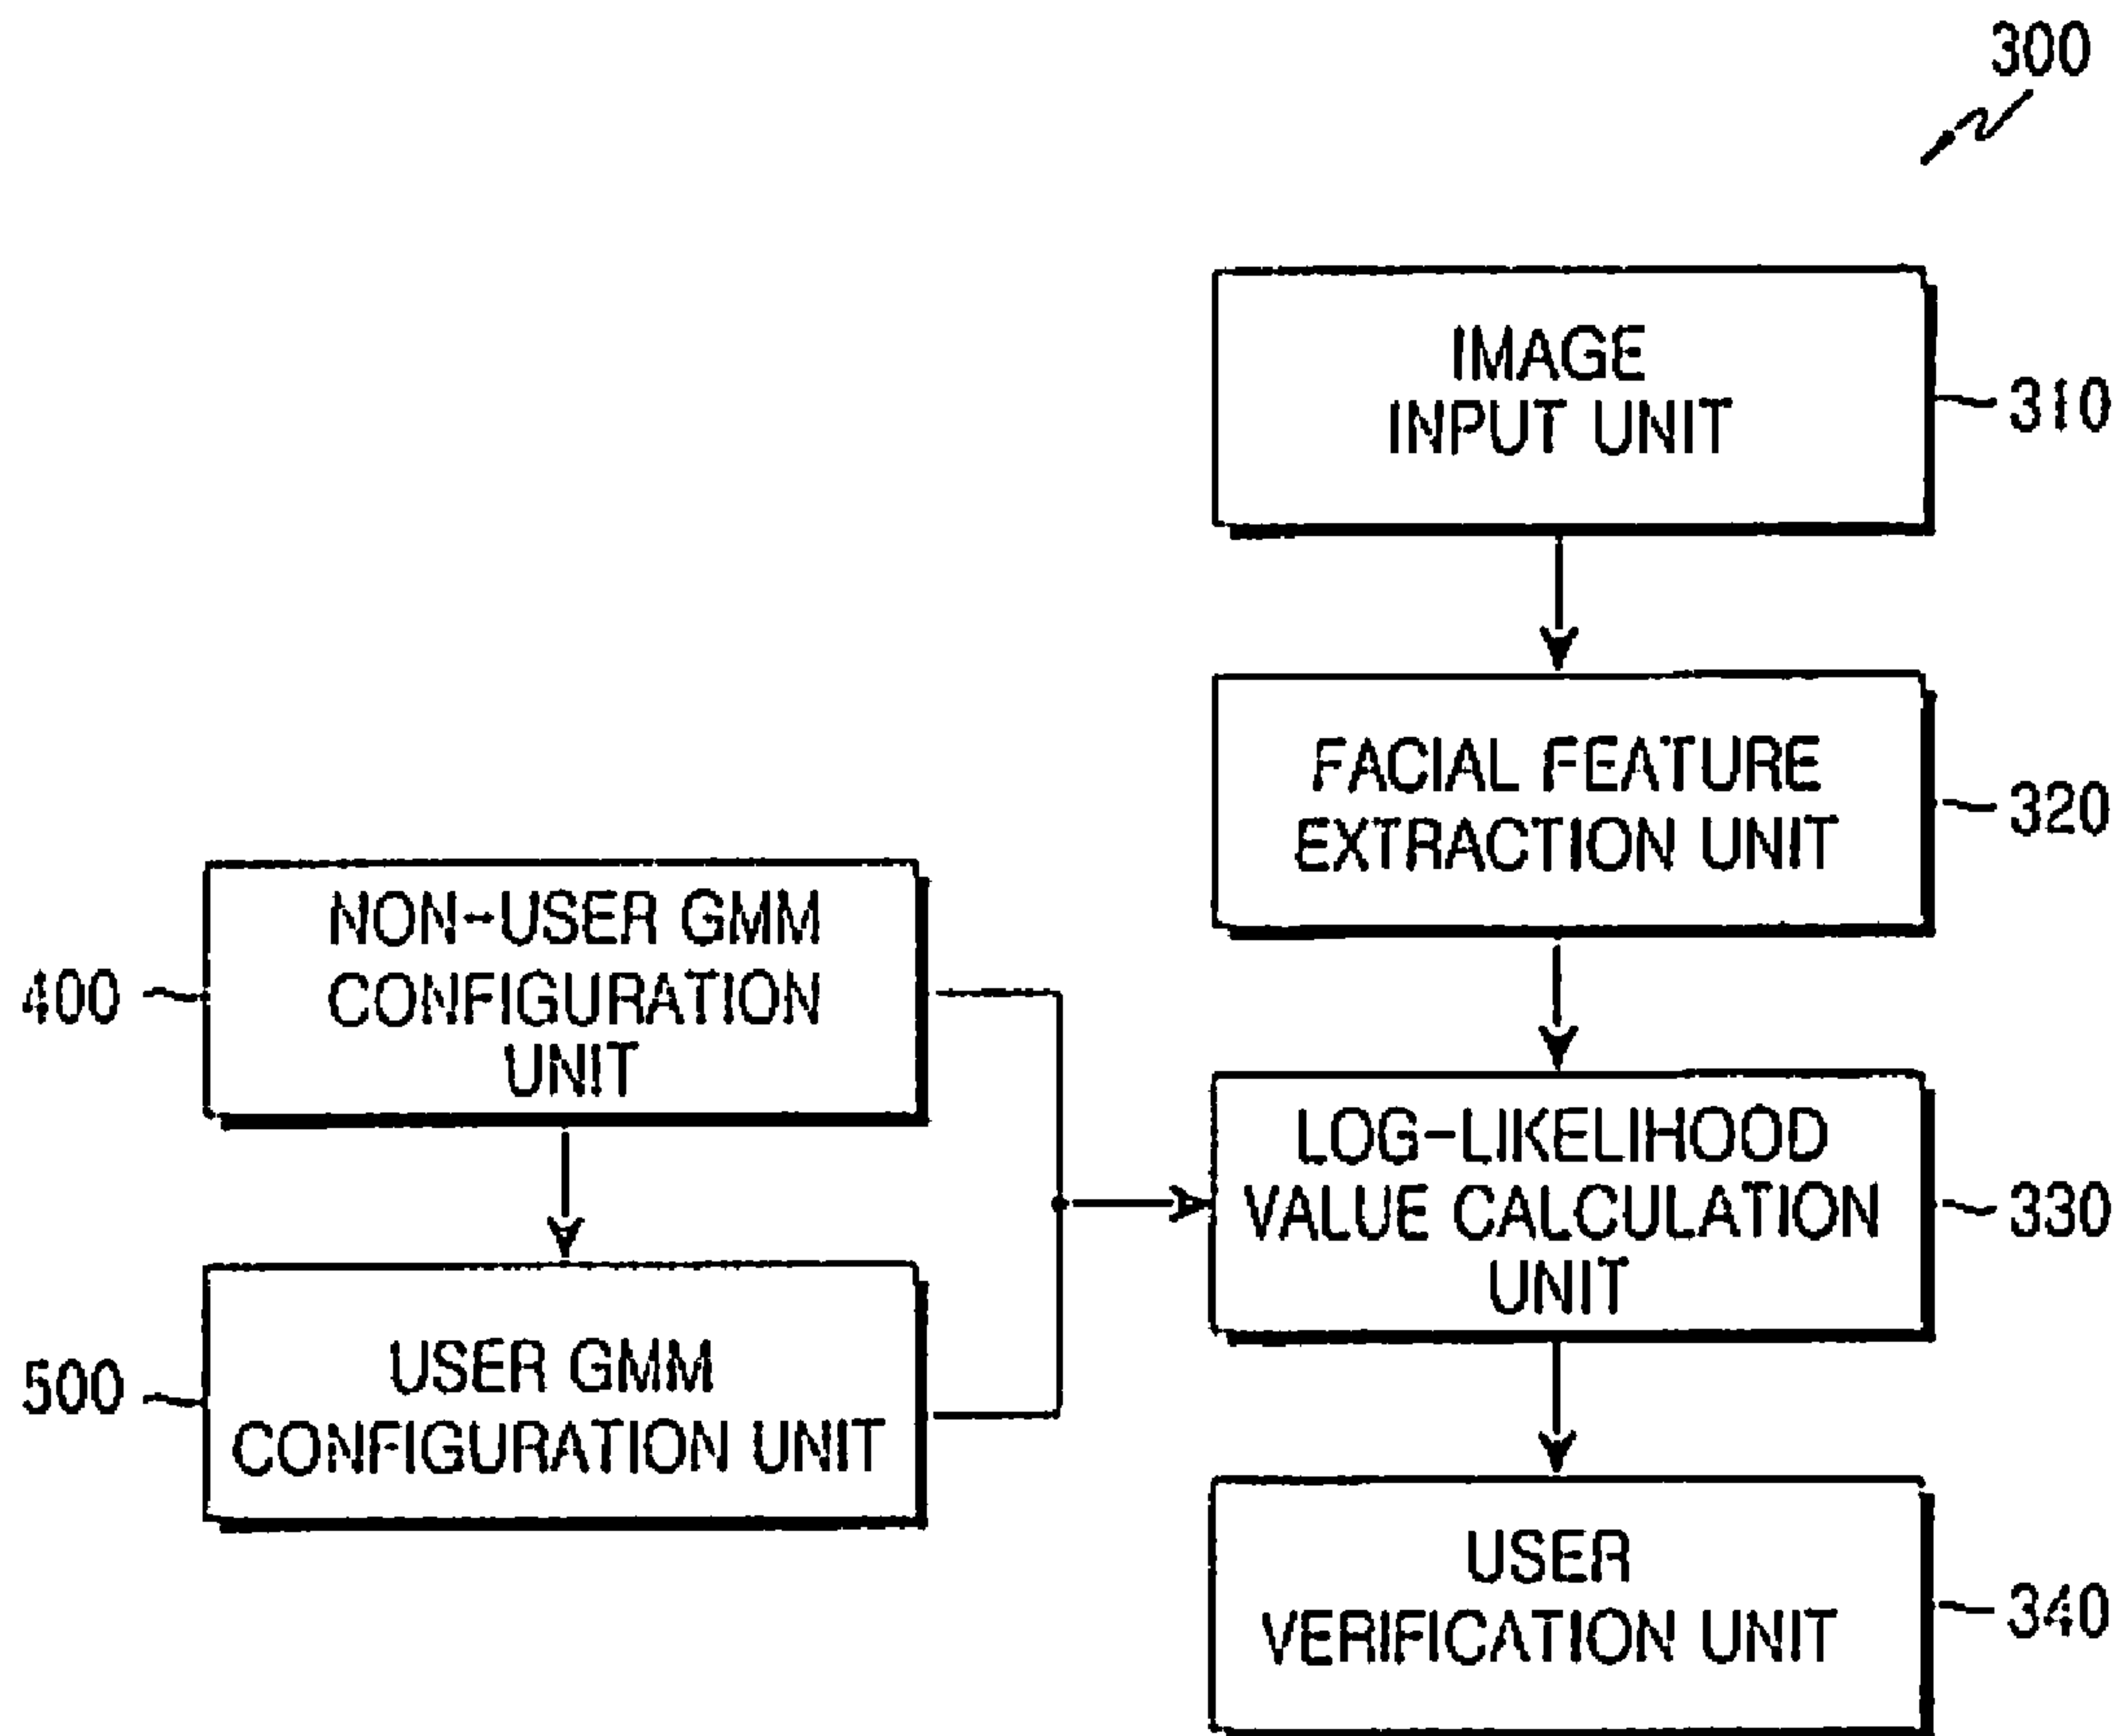 300
IMAGE
INPUT UNIT
310
FACIAL FEATURE
EXTRACTION UNIT
320
NON-USER GMM
CONFIGURATION
UNIT
400
LOG-LIKELIHOOD
VALUE CALCULATION
UNIT
330
USER GMM
CONFIGURATION UNIT
500
USER
VERIFICATION UNIT
340